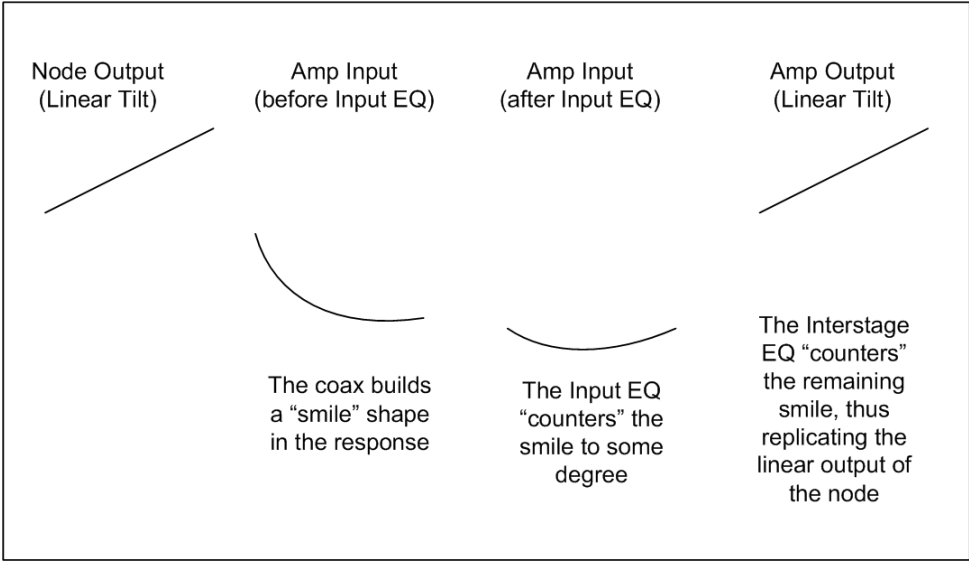 Node Output
(Linear Tilt)
Amp Input
(before Input EQ)
Amp Input
(after Input EQ)
Amp Output
(Linear Tilt)
The coax builds
a “smile” shape
in the response
The Input EQ
“counters” the
smile to some
degree
The Interstage
EQ “counters”
the remaining
smile, thus
replicating the
linear output of
the node